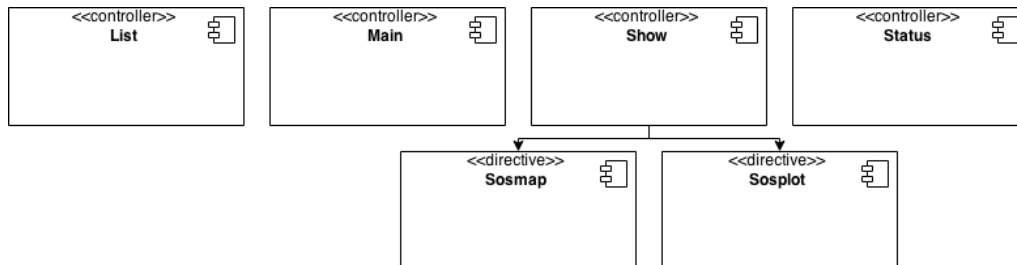 <<controller>>
List
<<controller>>
Main
<<controller>>
Show
<<controller>>
Status
<<directive>>
Sosmap
<<directive>>
Sosplot